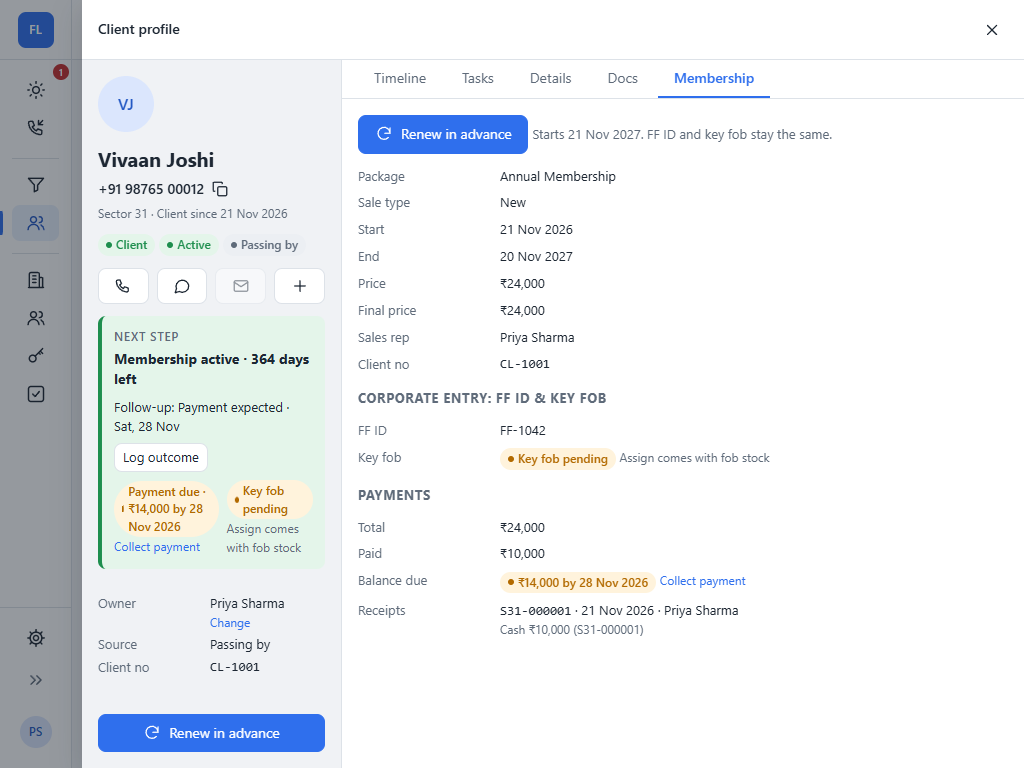 FL
Client profile
1
VJ
Vivaan Joshi
+91 98765 00012
Sector 31 · Client since 21 Nov 2026
Client
Active
Passing by
NEXT STEP
Membership active · 364 days
left
Follow-up: Payment expected ·
Sat, 28 Nov
Log outcome
Payment due ·
₹14,000 by 28
Nov 2026
Collect payment
Key fob
pending
Assign comes
with fob stock
Owner
Priya Sharma
Change
Source
Passing by
Client no
CL-1001
Renew in advance
PS
Timeline
Tasks
Details
Docs
Membership
Renew in advance
Starts 21 Nov 2027. FF ID and key fob stay the same.
Package
Annual Membership
Sale type
New
Start
21 Nov 2026
End
20 Nov 2027
Price
₹24,000
Final price
₹24,000
Sales rep
Priya Sharma
Client no
CL-1001
CORPORATE ENTRY: FF ID & KEY FOB
FF ID
FF-1042
Key fob
Key fob pending
Assign comes with fob stock
PAYMENTS
Total
₹24,000
Paid
₹10,000
Balance due
₹14,000 by 28 Nov 2026
Collect payment
Receipts
S31-000001 · 21 Nov 2026 · Priya Sharma
Cash ₹10,000 (S31-000001)